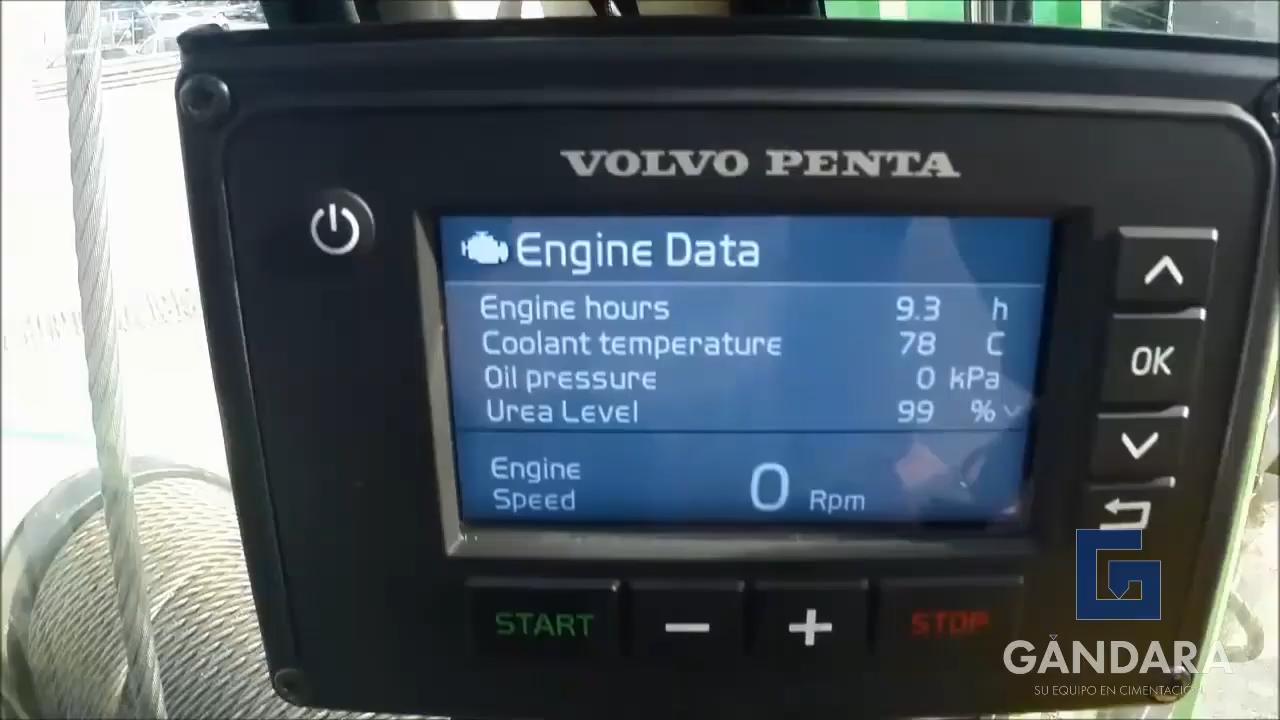 VOLVO PENTA
Engine Data
Engine hours 9.3 h
Coolant temperature 78 C
Oil pressure 0 kPa
Urea Level 99 %
Engine Speed 0 Rpm
OK
START − + STOP
GÁNDARA
SU EQUIPO EN CIMENTACIÓN